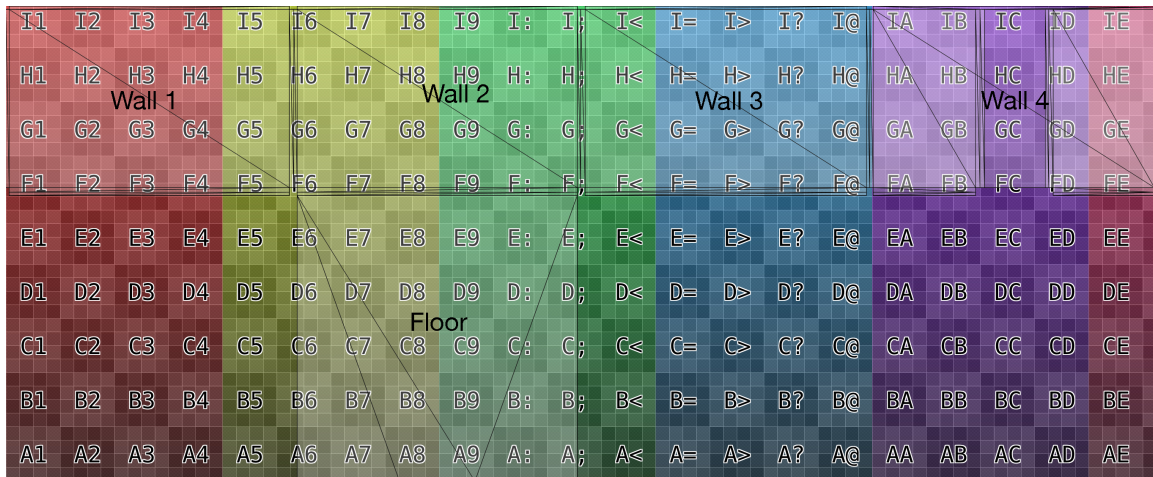 I1 I2 I3 I4 I5 I6 I7 I8 I9 I: I; I< I= I> I? I@ IA IB IC ID IE
H1 H2 H3 H4 H5 H6 H7 H8 H9 H: H; H< H= H> H? H@ HA HB HC HD HE
Wall 1 Wall 2 Wall 3 Wall 4
G1 G2 G3 G4 G5 G6 G7 G8 G9 G: G; G< G= G> G? G@ GA GB GC GD GE
F1 F2 F3 F4 F5 F6 F7 F8 F9 F: F; F< F= F> F? F@ FA FB FC FD FE
E1 E2 E3 E4 E5 E6 E7 E8 E9 E: E; E< E= E> E? E@ EA EB EC ED EE
D1 D2 D3 D4 D5 D6 D7 D8 D9 D: D; D< D= D> D? D@ DA DB DC DD DE
Floor
C1 C2 C3 C4 C5 C6 C7 C8 C9 C: C; C< C= C> C? C@ CA CB CC CD CE
B1 B2 B3 B4 B5 B6 B7 B8 B9 B: B; B< B= B> B? B@ BA BB BC BD BE
A1 A2 A3 A4 A5 A6 A7 A8 A9 A: A; A< A= A> A? A@ AA AB AC AD AE